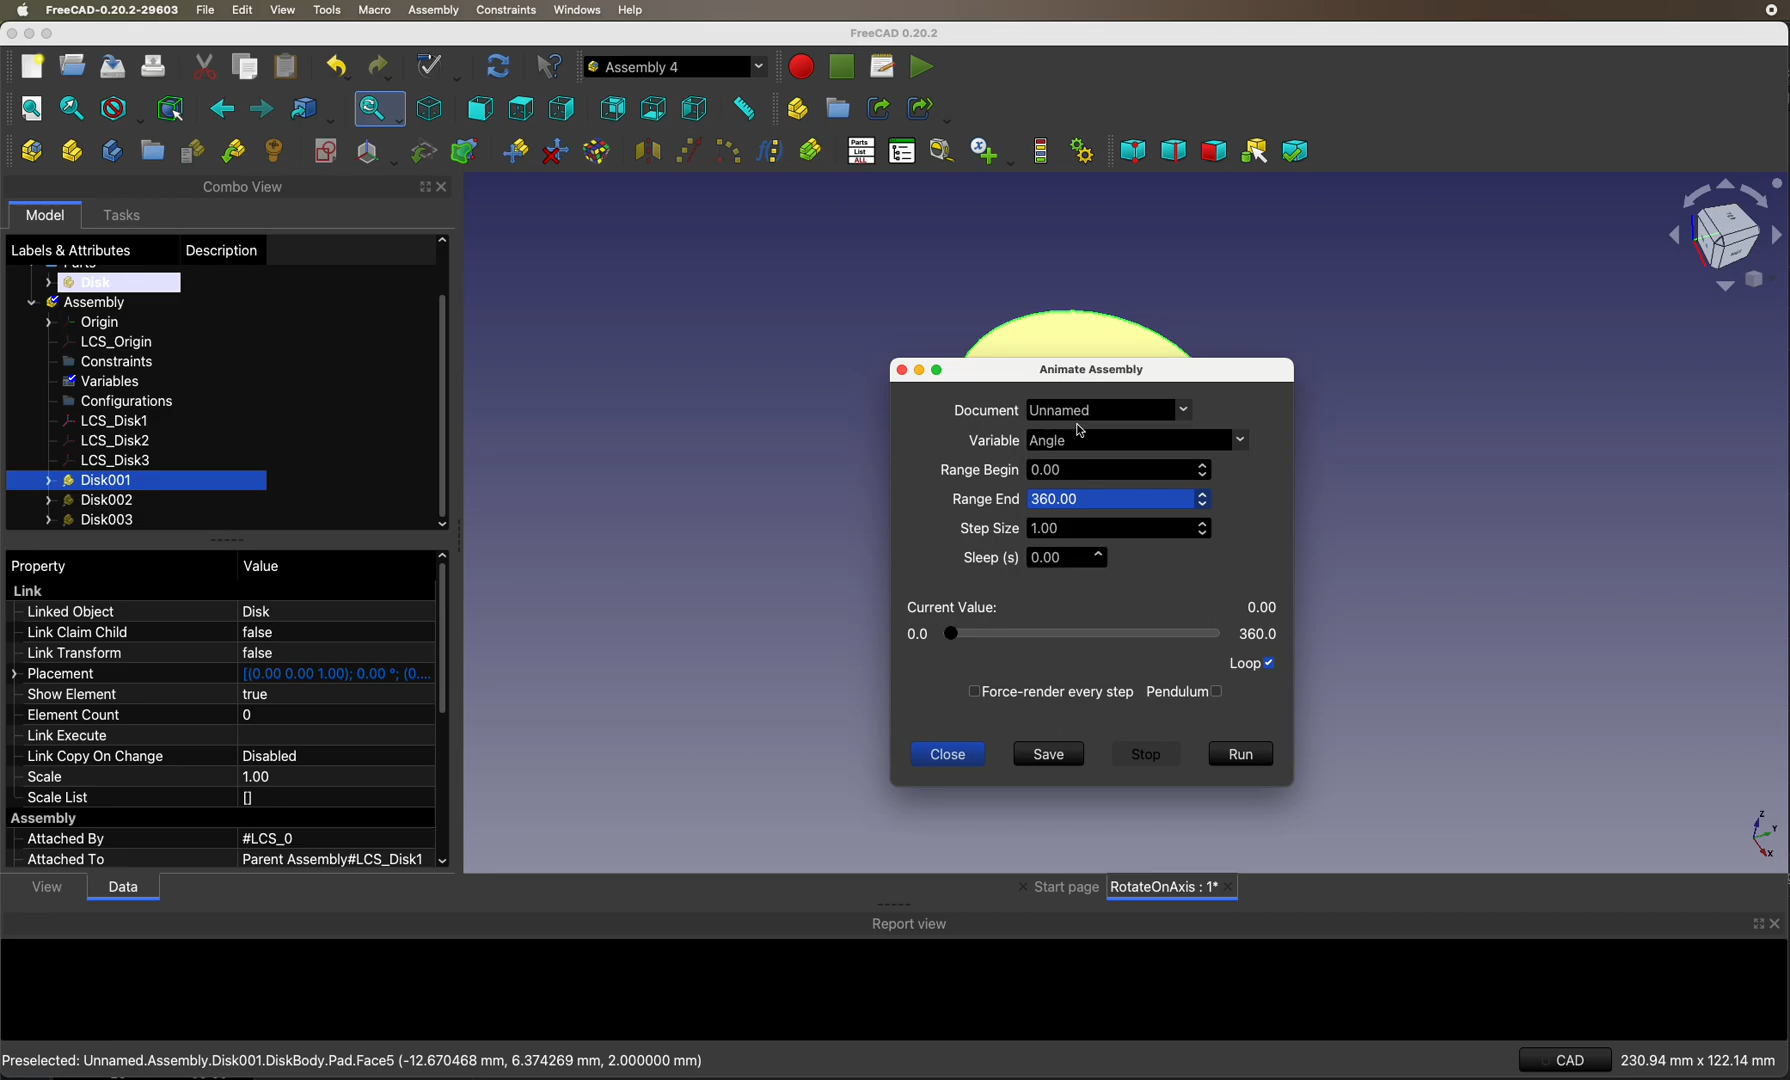 FreeCAD-0.20.2-29603 File Edit View Tools Macro Assembly Constraints Windows Help
FreeCAD 0.20.2
Assembly 4
Parts
List
ALL
Combo View
Model Tasks
Labels & Attributes Description
Parts
Disk
Assembly
Origin
LCS_Origin
Constraints
Variables
Configurations
LCS_Disk1
LCS_Disk2
LCS_Disk3
Disk001
Disk002
Disk003
Property Value
Link
Linked Object Disk
Link Claim Child false
Link Transform false
Placement [(0.00 0.00 1.00); 0.00 °; (0....
Show Element true
Element Count 0
Link Execute
Link Copy On Change Disabled
Scale 1.00
Scale List []
Assembly
Attached By #LCS_0
Attached To Parent Assembly#LCS_Disk1
View Data
Animate Assembly
Document Unnamed
Variable Angle
Range Begin 0.00
Range End 360.00
Step Size 1.00
Sleep (s) 0.00
Current Value: 0.00
0.0 360.0
Loop
Force-render every step Pendulum
Close Save Stop Run
Z
Y
X
Start page RotateOnAxis : 1*
Report view
Preselected: Unnamed.Assembly.Disk001.DiskBody.Pad.Face5 (-12.670468 mm, 6.374269 mm, 2.000000 mm)
CAD 230.94 mm x 122.14 mm